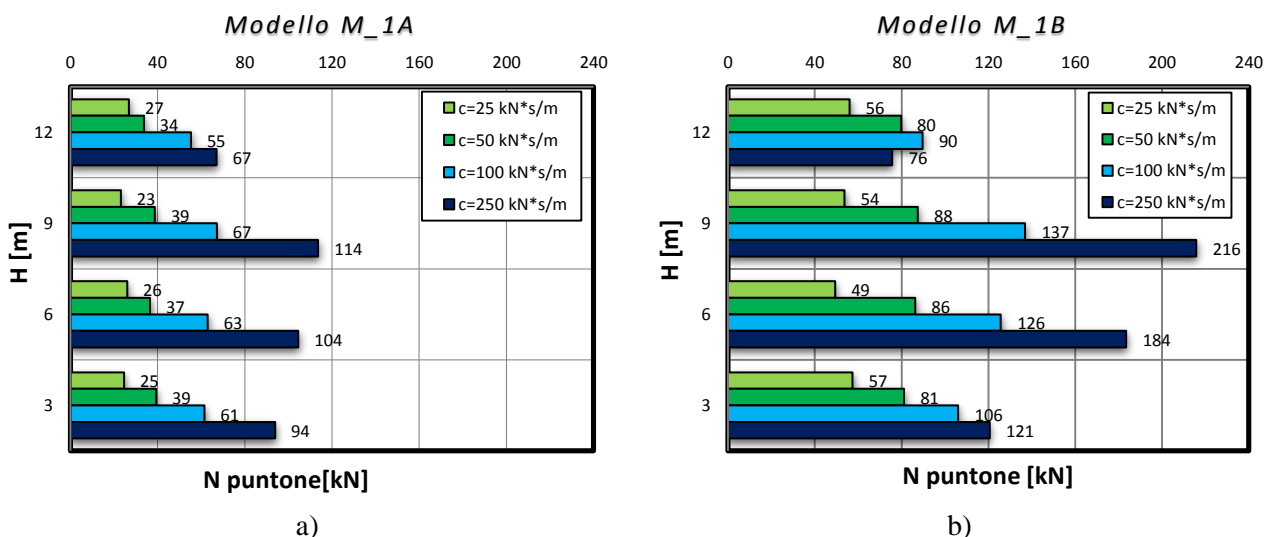 Modello M_1A
0 40 80 120 160 200 240
H [m]
12
9
6
3
27
34
55
67
23
39
67
114
26
37
63
104
25
39
61
94
c=25 kN*s/m
c=50 kN*s/m
c=100 kN*s/m
c=250 kN*s/m
N puntone[kN]
a)
Modello M_1B
0 40 80 120 160 200 240
H [m]
12
9
6
3
56
80
90
76
54
88
137
216
49
86
126
184
57
81
106
121
c=25 kN*s/m
c=50 kN*s/m
c=100 kN*s/m
c=250 kN*s/m
N puntone [kN]
b)